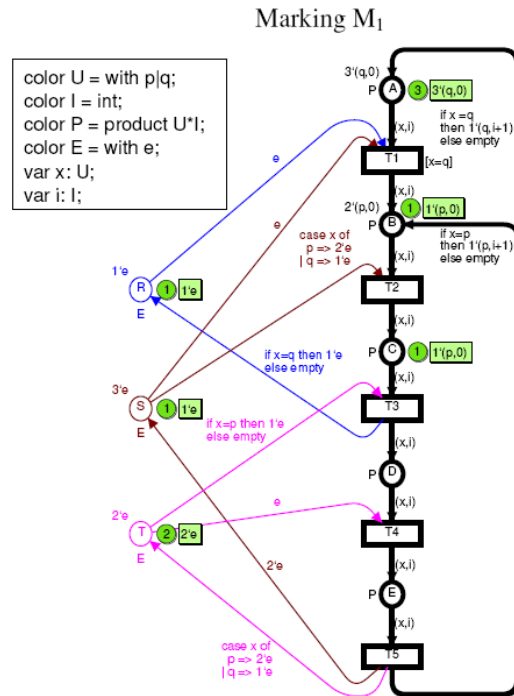 Marking M1
color U = with p|q;
color I = int;
color P = product U*I;
color E = with e;
var x: U;
var i: I;
3'(q,0)
A
P
3
3'(q,0)
(x,i)
if x =q
then 1'(q,i+1)
else empty
e
T1
[x=q]
e
(x,i)
2'(p,0)
B
P
1
1'(p,0)
case x of
p => 2'e
| q => 1'e
if x=p
then 1'(p,i+1)
else empty
(x,i)
1'e
R
E
1
1'e
T2
(x,i)
if x=q then 1'e
else empty
C
P
1
1'(p,0)
(x,i)
3'e
S
E
1
1'e
T3
if x=p then 1'e
else empty
(x,i)
P
D
2'e
T
E
2
2'e
e
(x,i)
T4
2'e
(x,i)
P
E
(x,i)
case x of
p => 2'e
| q => 1'e
T5